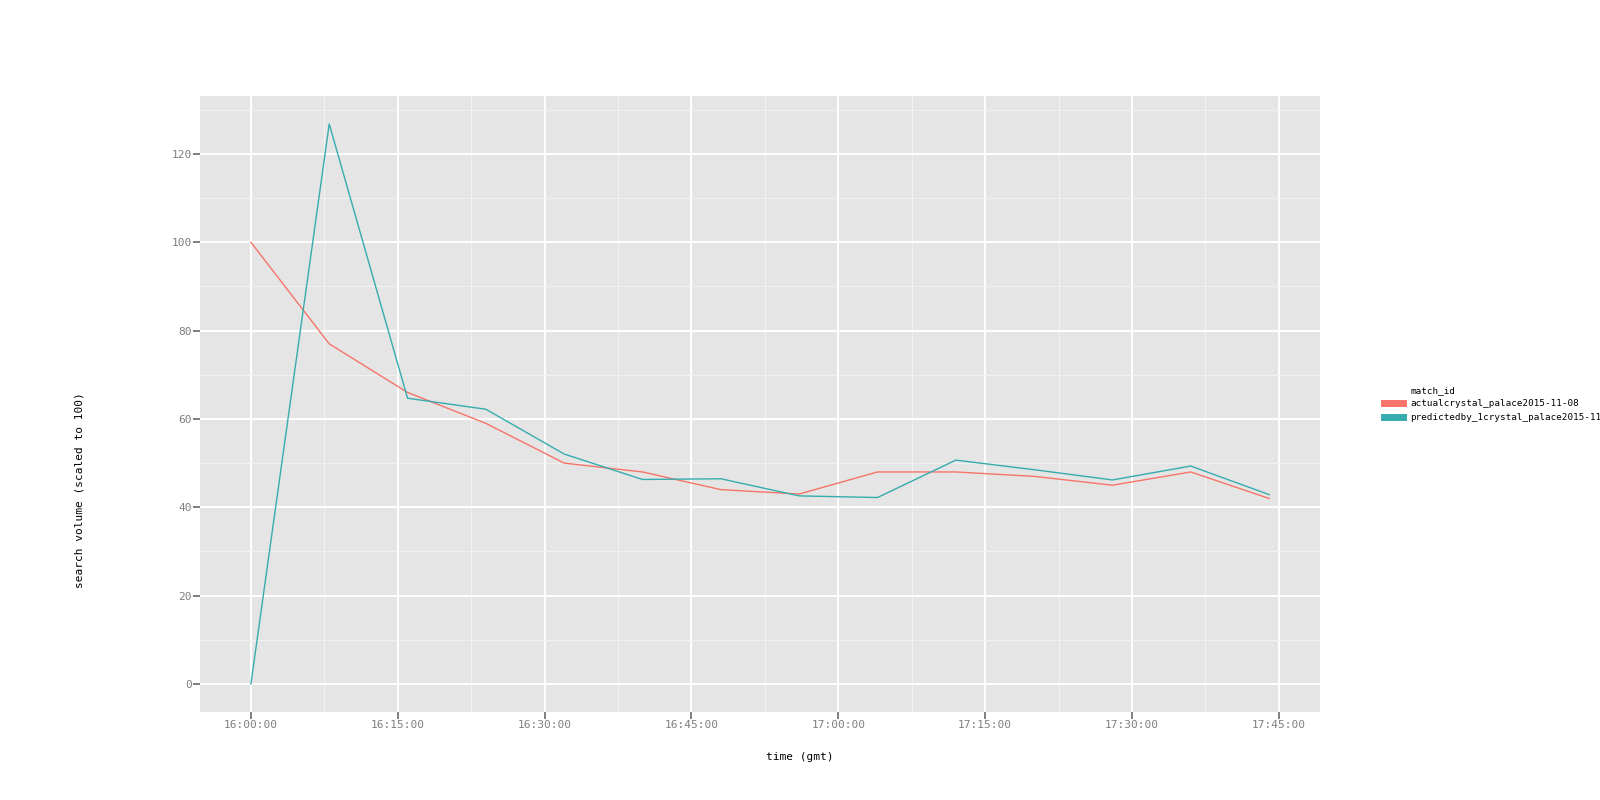 120
100
80
60
40
20
0
search volume (scaled to 100)
16:00:00 16:15:00 16:30:00 16:45:00 17:00:00 17:15:00 17:30:00 17:45:00
time (gmt)
match_id
actualcrystal_palace2015-11-08
predictedby_1crystal_palace2015-11